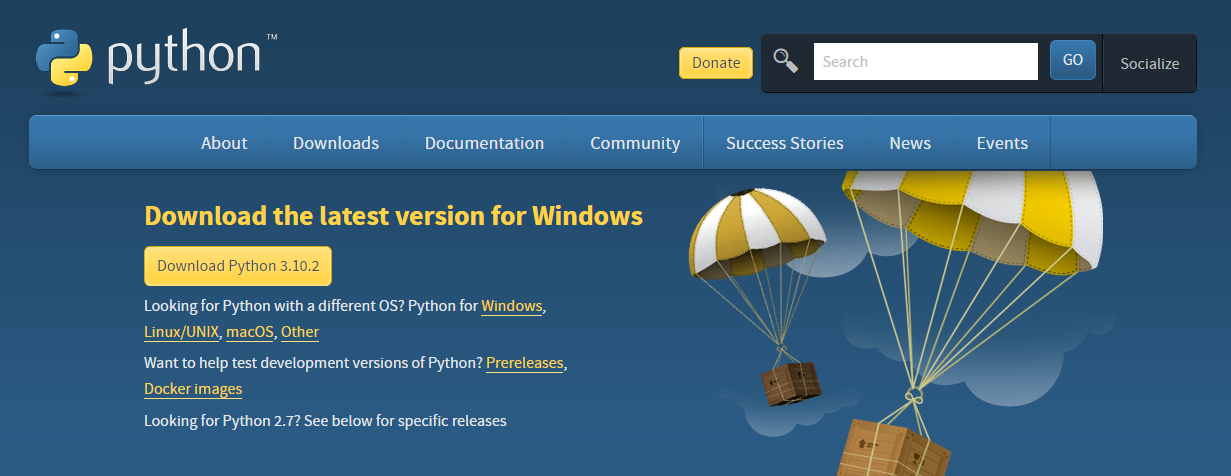 python™
Donate
Search
GO
Socialize
About Downloads Documentation Community Success Stories News Events
Download the latest version for Windows
Download Python 3.10.2
Looking for Python with a different OS? Python for Windows,
Linux/UNIX, macOS, Other
Want to help test development versions of Python? Prereleases,
Docker images
Looking for Python 2.7? See below for specific releases